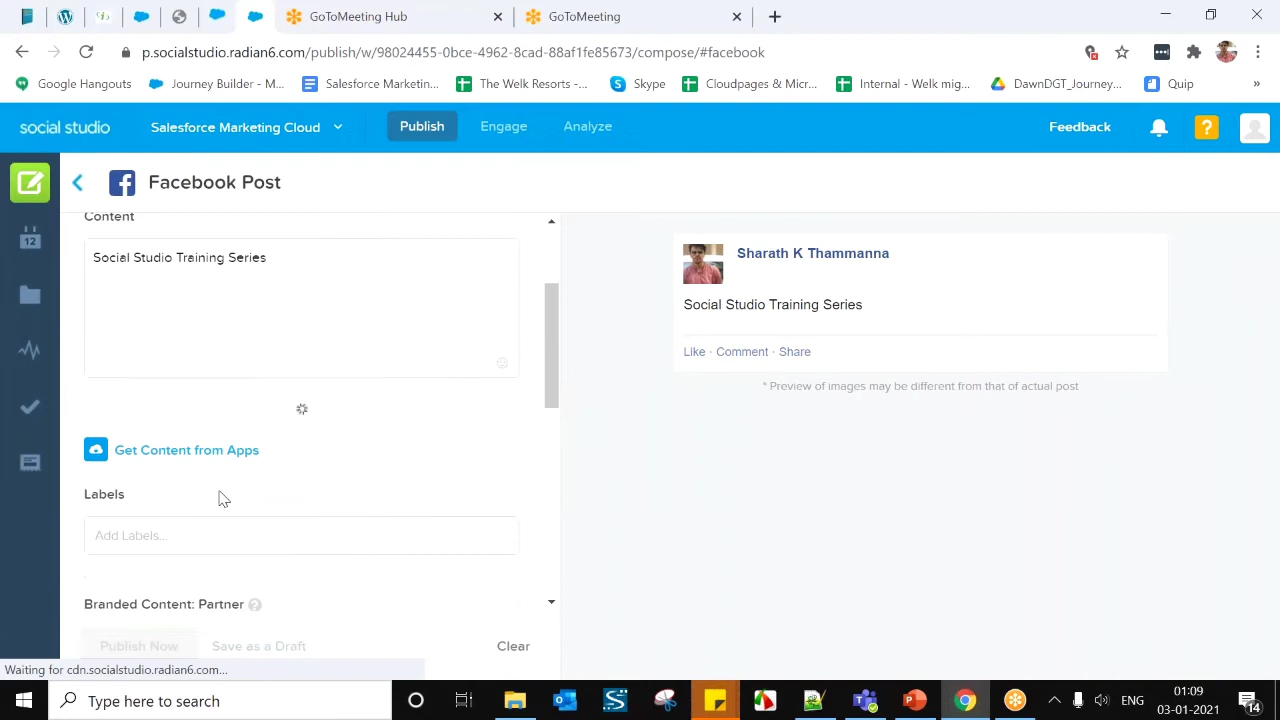 GoToMeeting Hub
GoToMeeting
p.socialstudio.radian6.com/publish/w/98024455-0bce-4962-8cad-88af1fe85673/compose/#facebook
Google Hangouts
Journey Builder - M...
Salesforce Marketin...
The Welk Resorts -...
Skype
Cloudpages & Micr...
Internal - Welk mig...
DawnDGT_Journey...
Quip
»
social studio
Salesforce Marketing Cloud
Publish
Engage
Analyze
Feedback
?
12
Facebook Post
Content
Social Studio Training Series
Get Content from Apps
Labels
Add Labels...
Branded Content: Partner ?
Publish Now
Save as a Draft
Clear
Sharath K Thammanna
Social Studio Training Series
Like · Comment · Share
* Preview of images may be different from that of actual post
Waiting for cdn.socialstudio.radian6.com...
Type here to search
ENG
01:09
03-01-2021
14